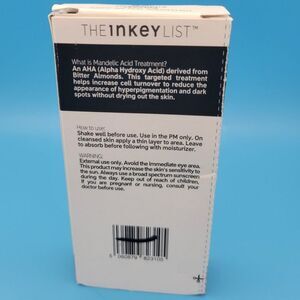 THE INKEY LIST™
What is Mandelic Acid Treatment?
An AHA (Alpha Hydroxy Acid) derived from
Bitter Almonds. This targeted treatment
helps increase cell turnover to reduce the
appearance of hyperpigmentation and dark
spots without drying out the skin.
How to use:
Shake well before use. Use in the PM only. On
cleansed skin apply a thin layer to area. Leave
to absorb before following with moisturizer.
WARNING:
External use only. Avoid the immediate eye area.
This product may increase the skin's sensitivity to
the sun. Always use a broad spectrum sunscreen
during the day. Keep out of reach of children.
If you are pregnant or nursing, consult your
doctor before use.
5 060879 823105